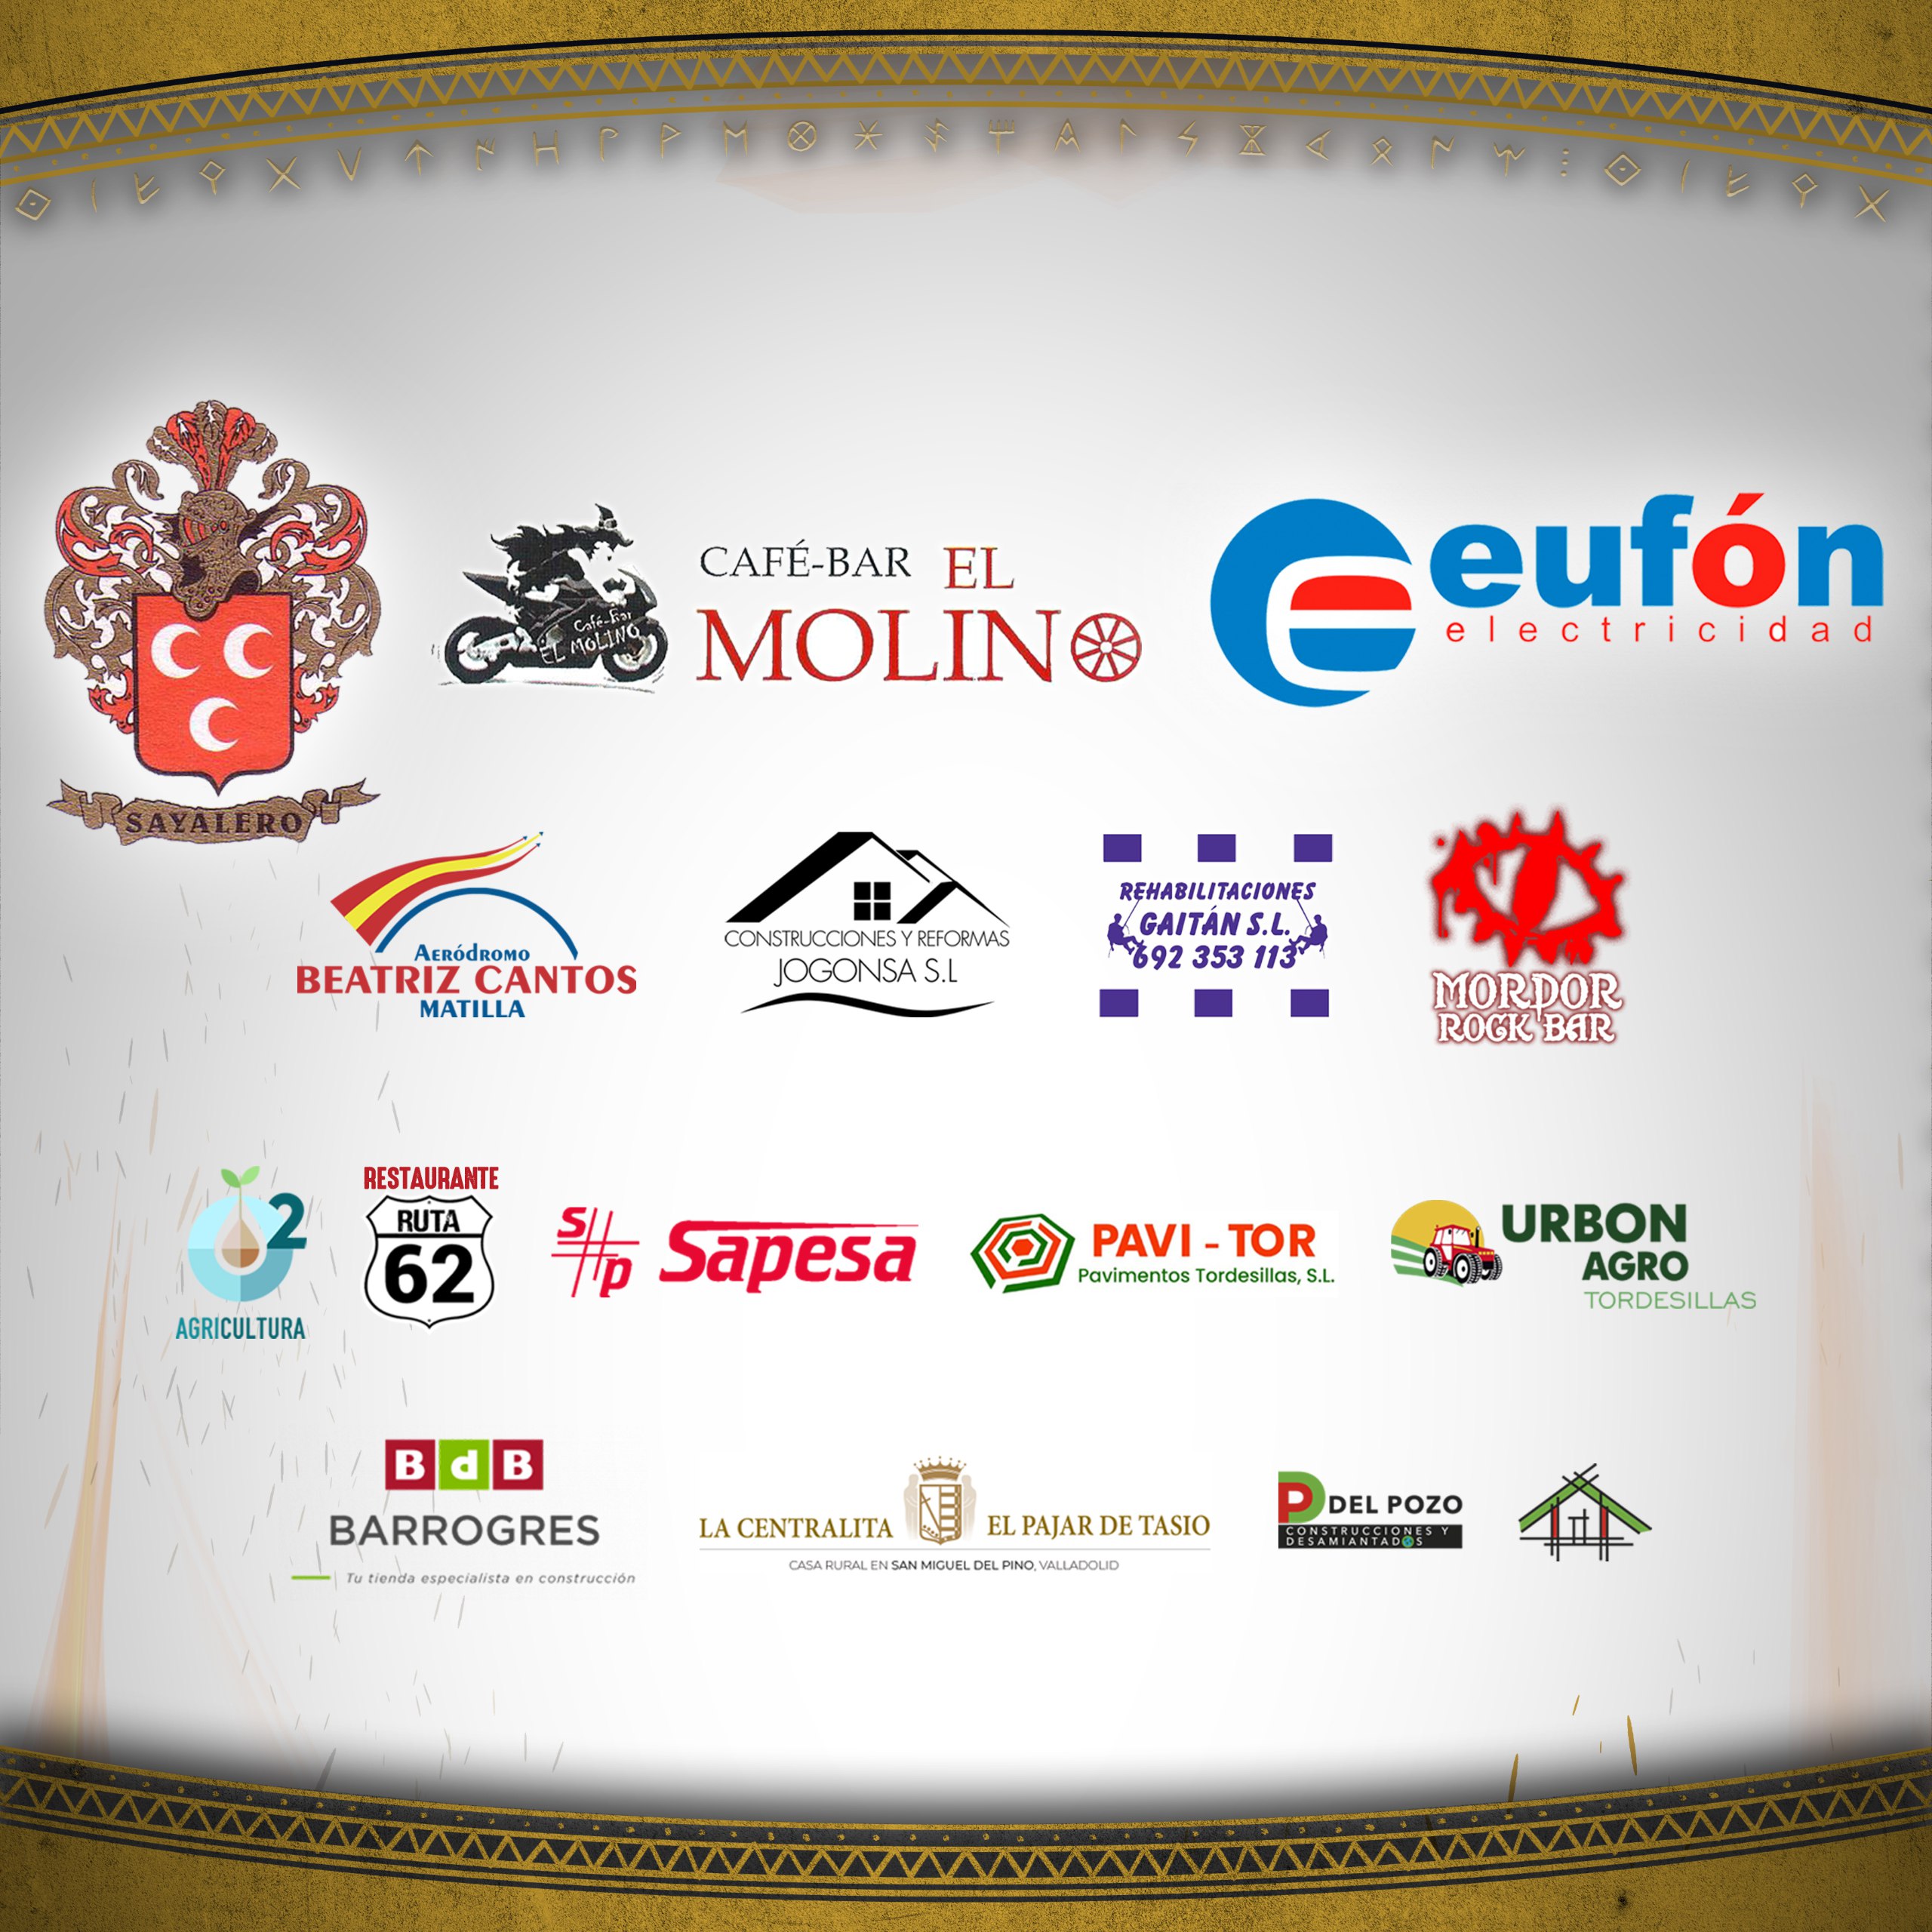 SAYALERO
Café-Bar
EL MOLINO
CAFÉ-BAR EL
MOLINO
eufón
electricidad
AERÓDROMO
BEATRIZ CANTOS
MATILLA
CONSTRUCCIONES Y REFORMAS
JOGONSA S.L
REHABILITACIONES
GAITÁN S.L.
692 353 113
MORDOR
ROCK BAR
2
AGRICULTURA
RESTAURANTE
RUTA
62
S
p
Sapesa
PAVI - TOR
Pavimentos Tordesillas, S.L.
URBON
AGRO
TORDESILLAS
BdB
BARROGRES
Tu tienda especialista en construcción
LA CENTRALITA EL PAJAR DE TASIO
CASA RURAL EN SAN MIGUEL DEL PINO, VALLADOLID
DEL POZO
CONSTRUCCIONES Y
DESAMIANTADOS